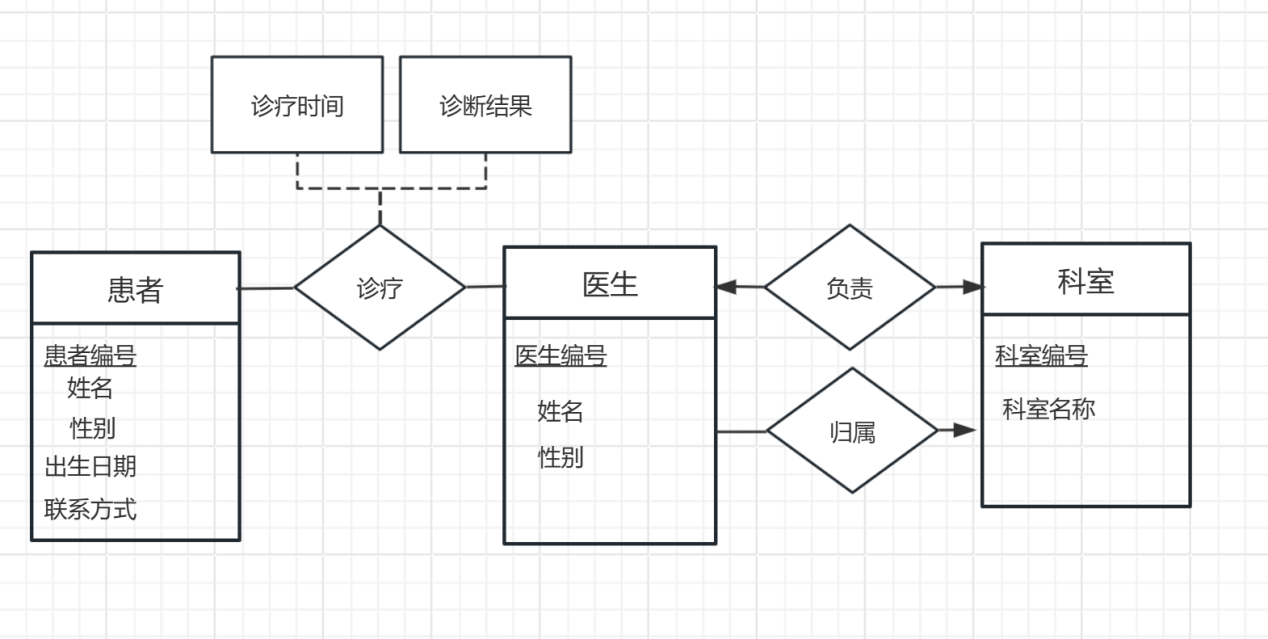 诊疗时间
诊断结果
患者
诊疗
医生
负责
科室
患者编号
姓名
性别
出生日期
联系方式
医生编号
姓名
性别
归属
科室编号
科室名称